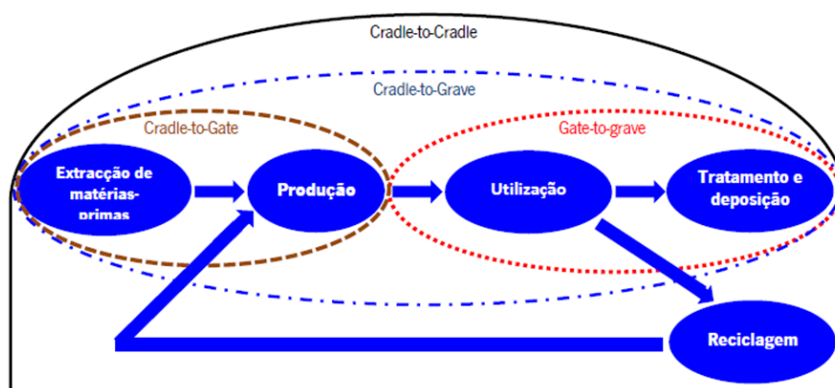 Cradle-to-Cradle
Cradle-to-Grave
Cradle-to-Gate
Gate-to-grave
Extracção de
matérias-
primas
Produção
Utilização
Tratamento e
deposição
Reciclagem